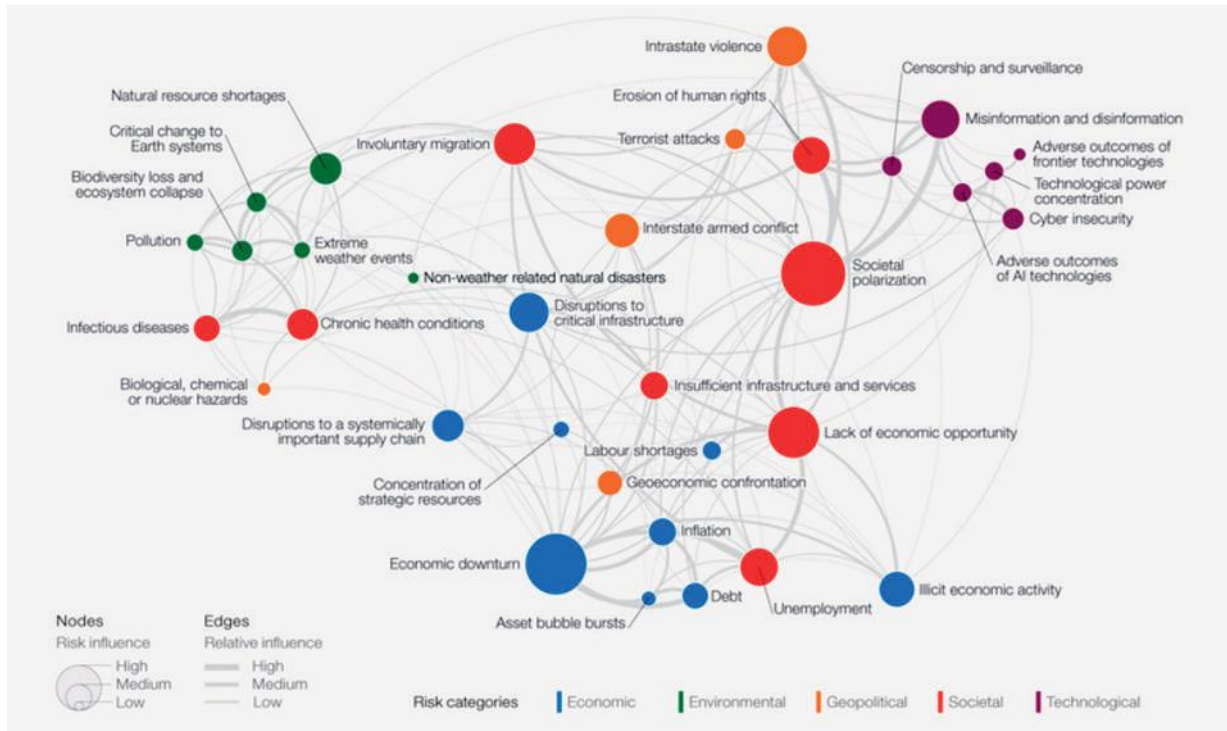 Intrastate violence
Censorship and surveillance
Natural resource shortages
Erosion of human rights
Misinformation and disinformation
Critical change to
Earth systems
Involuntary migration
Terrorist attacks
Adverse outcomes of
frontier technologies
Biodiversity loss and
ecosystem collapse
Technological power
concentration
Cyber insecurity
Pollution
Extreme
weather events
Interstate armed conflict
Adverse outcomes
of AI technologies
Societal
polarization
Non-weather related natural disasters
Disruptions to
critical infrastructure
Infectious diseases
Chronic health conditions
Biological, chemical
or nuclear hazards
Insufficient infrastructure and services
Disruptions to a systemically
important supply chain
Lack of economic opportunity
Labour shortages
Concentration of
strategic resources
Geoeconomic confrontation
Inflation
Economic downturn
Illicit economic activity
Debt
Unemployment
Asset bubble bursts
Nodes
Risk influence
High
Medium
Low
Edges
Relative influence
High
Medium
Low
Risk categories
Economic
Environmental
Geopolitical
Societal
Technological